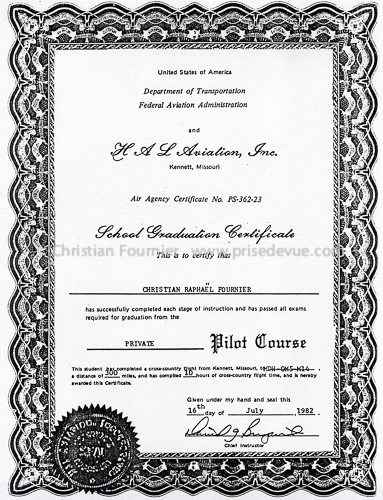 United States of America
Department of Transportation
Federal Aviation Administration
and
H A L Aviation, Inc.
Kennett, Missouri
Air Agency Certificate No. PS-362-23
School Graduation Certificate
Christian Fournier www.prisedevue.com
This is to certify that
CHRISTIAN RAPHAËL FOURNIER
has successfully completed each stage of instruction and has passed all exams
required for graduation from the
PRIVATE Pilot Course
This student has completed a cross-country flight from Kennett, Missouri, to MDH-OM5-M14
a distance of 300 miles, and has compiled 10 hours of cross-country flight time, and is hereby
awarded this Certificate.
Given under my hand and seal this
16th day of July 1982.
Chief Instructor